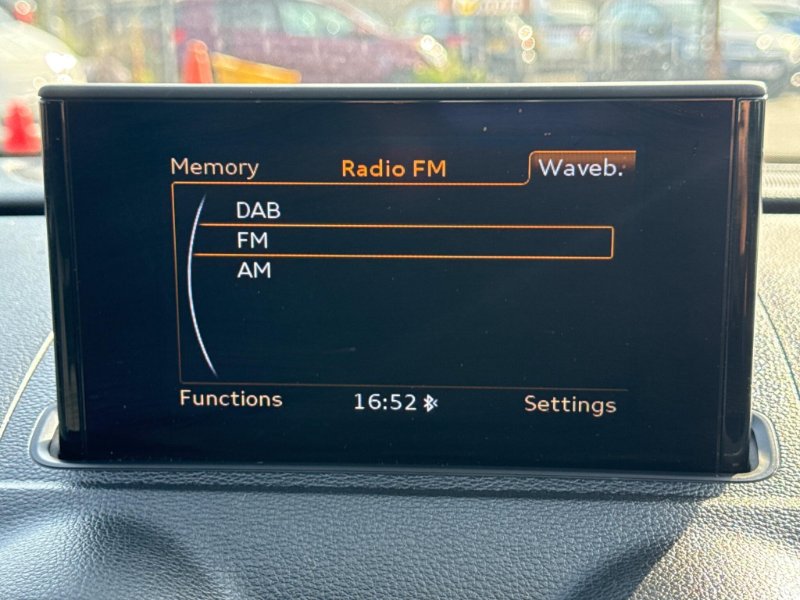 Memory Radio FM Waveb.
DAB
FM
AM
Functions 16:52 Settings